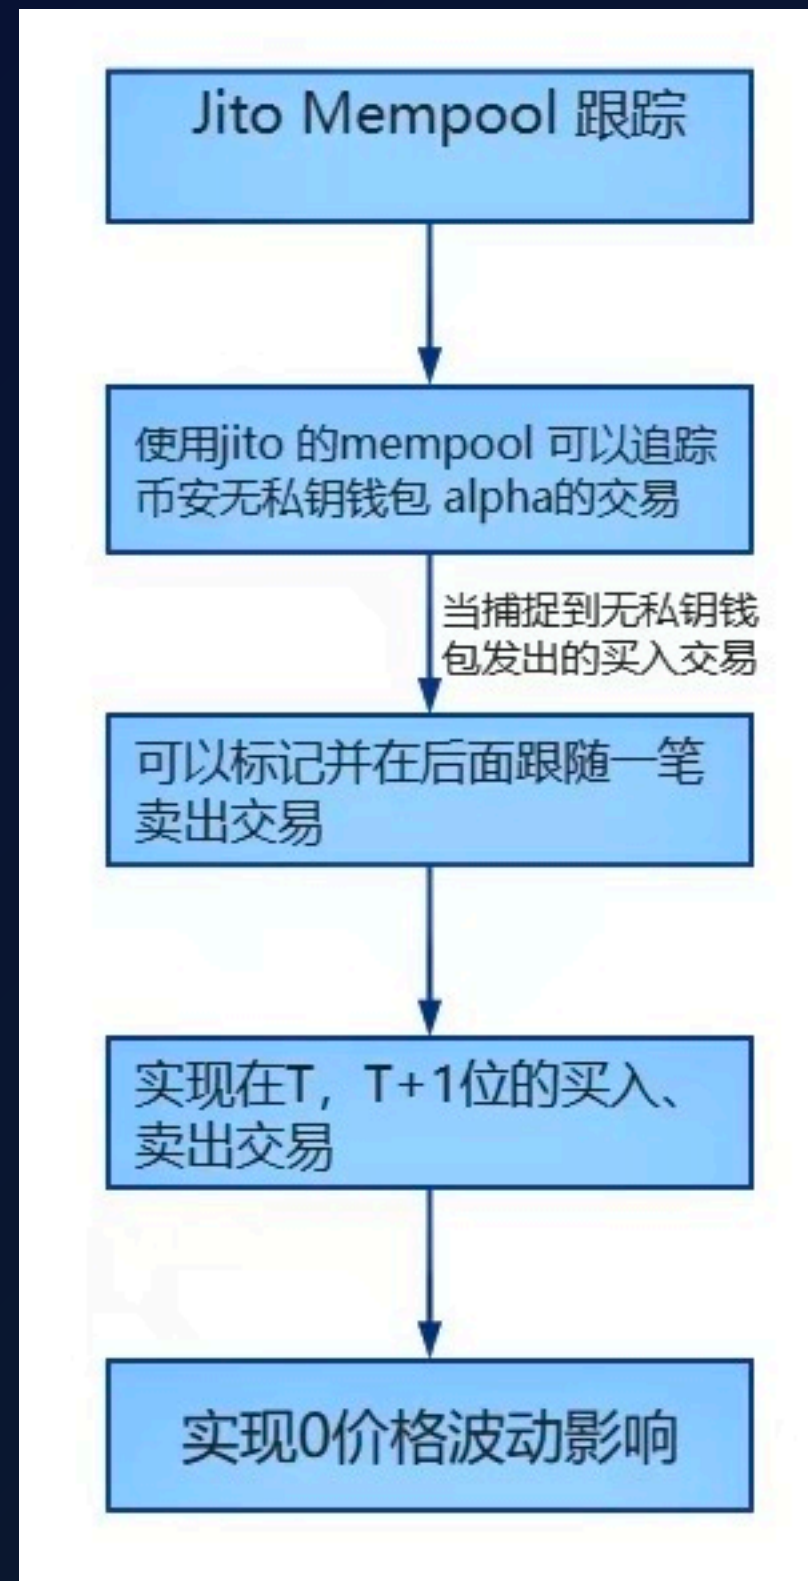 Jito Mempool 跟踪
使用jito 的mempool 可以追踪
币安无私钥钱包 alpha的交易
当捕捉到无私钥钱
包发出的买入交易
可以标记并在后面跟随一笔
卖出交易
实现在T，T+1位的买入、
卖出交易
实现0价格波动影响